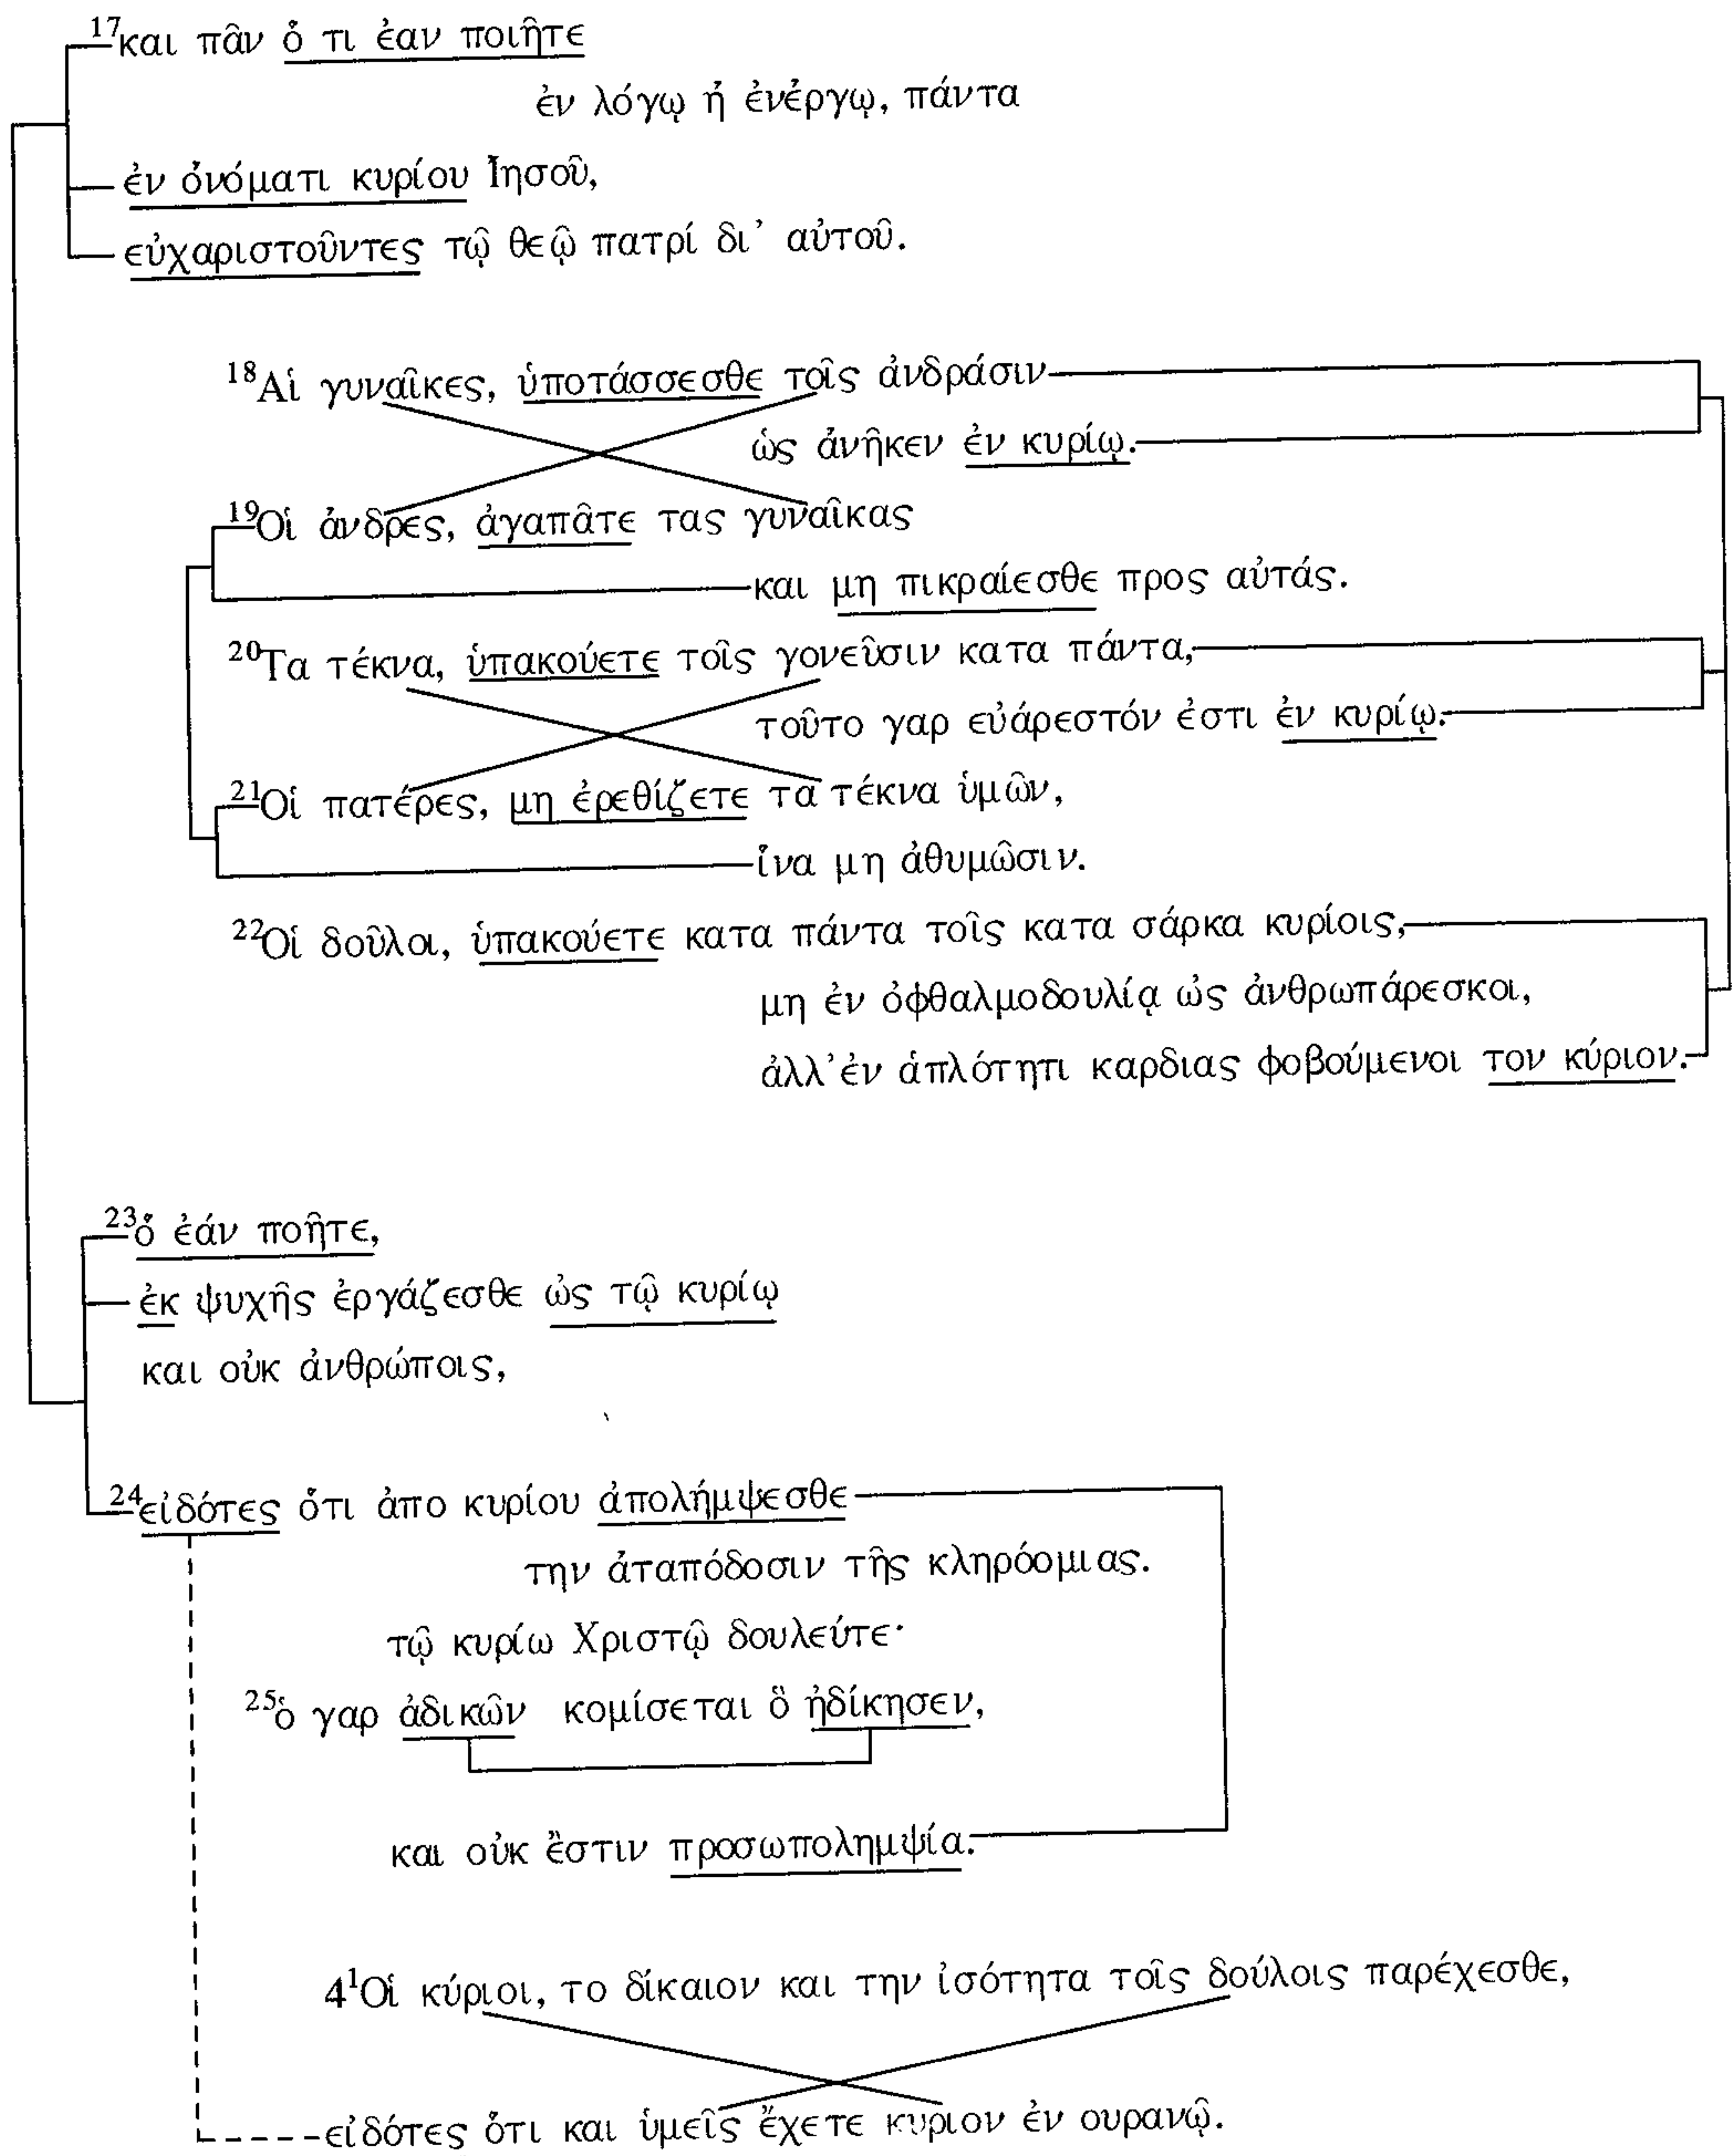 17και πᾶν ὅ τι ἐαν ποιῆτε
ἐν λόγῳ ἠ ἐνἐργῳ, πάντα
ἐν ὀνόματι κυρίου Ἰησοῦ,
εὐχαριστοῦντες τῷ θεῷ πατρί δι᾽ αὐτοῦ.
18Αἱ γυναῖκες, ὑποτάσσεσθε τοῖς ἀνδράσιν
ὡς ἀνῆκεν ἐν κυρίῳ.
19Οἱ ἀνδρες, ἀγαπᾶτε τας γυναῖκας
και μη πικραίεσθε προς αὐτάς.
20Τα τέκνα, ὑπακούετε τοῖς γονεῦσιν κατα πάντα,
τοῦτο γαρ εὐάρεστόν ἐστι ἐν κυρίῳ.
21Οἱ πατέρες, μη ἐρεθίζετε τα τέκνα ὑμῶν,
ἱνα μη ἀθυμῶσιν.
22Οἱ δοῦλοι, ὑπακούετε κατα πάντα τοῖς κατα σάρκα κυρίοις,
μη ἐν ὀφθαλμοδουλίᾳ ὡς ἀνθρωπάρεσκοι,
ἀλλ᾽ἐν ἁπλότητι καρδιας φοβούμενοι τον κύριον.
23ὅ ἐάν ποῆτε,
ἐκ ψυχῆς ἐργάζεσθε ὡς τῷ κυρίῳ
και οὐκ ἀνθρώποις,
24εἰδότες ὅτι ἀπο κυρίου ἀπολήμψεσθε
την ἀταπόδοσιν τῆς κληρόομιας.
τῷ κυρίω Χριστῷ δουλεύτε·
25ὁ γαρ ἀδικῶν κομίσεται ὃ ἠδίκησεν,
και οὐκ ἔστιν προσωπολημψία.
41Οἱ κύριοι, το δίκαιον και την ἰσότητα τοῖς δούλοις παρέχεσθε,
εἰδότες ὅτι και ὑμεῖς ἔχετε κυριον ἐν ουρανῷ.